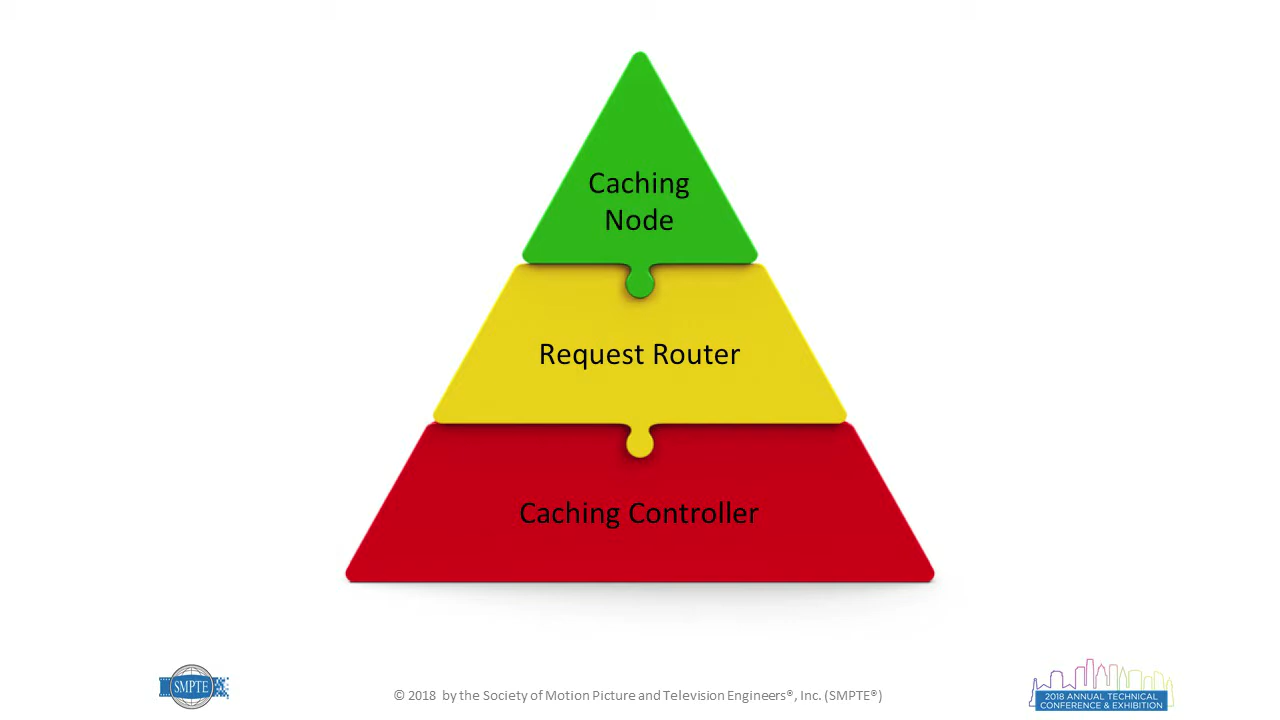 Caching
Node
Request Router
Caching Controller
SMPTE
© 2018 by the Society of Motion Picture and Television Engineers®, Inc. (SMPTE®)
2018 ANNUAL TECHNICAL
CONFERENCE & EXHIBITION